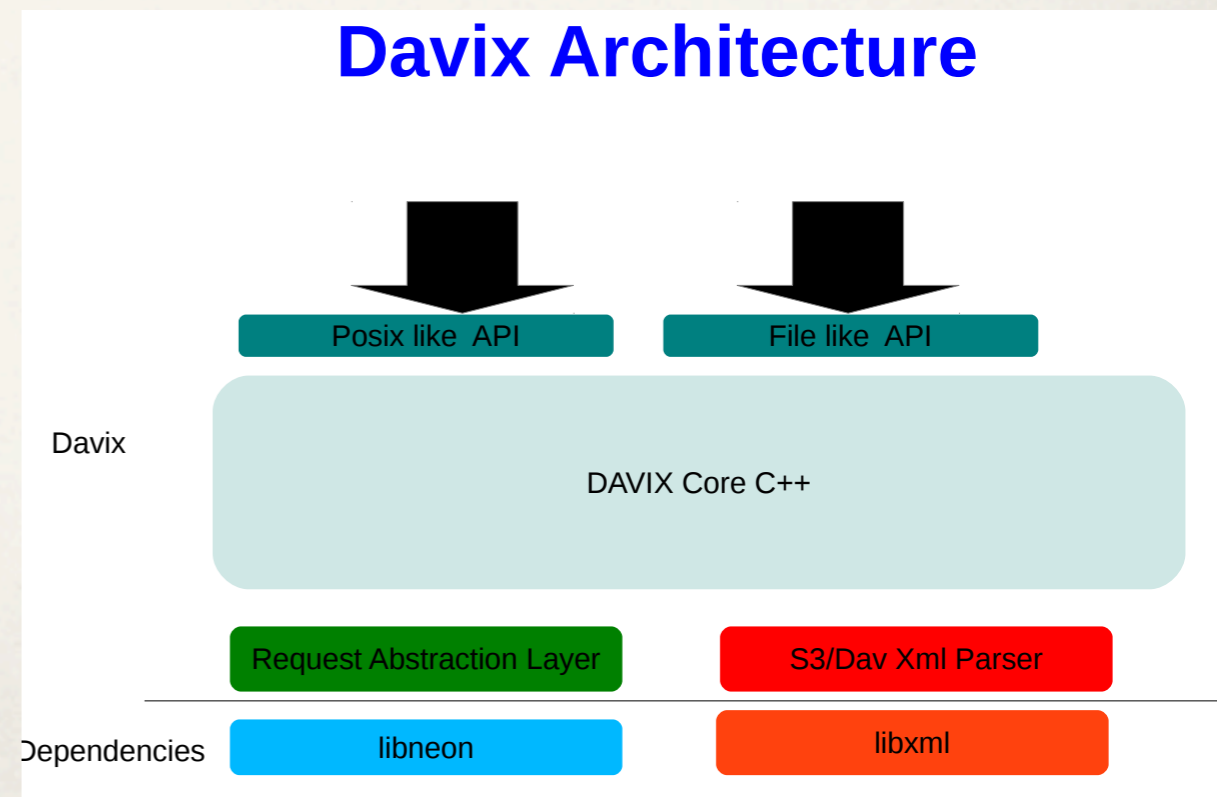 Davix Architecture
Posix like  API
File like  API
Davix
DAVIX Core C++
Request Abstraction Layer
S3/Dav Xml Parser
Dependencies
libneon
libxml